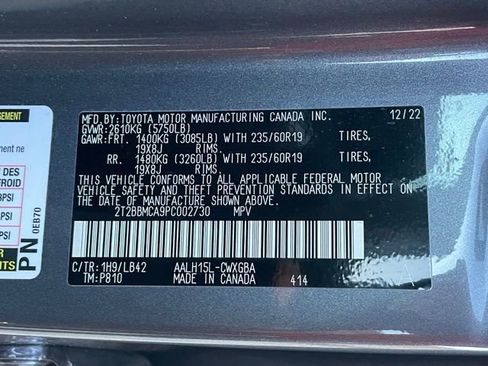 MFD.BY:TOYOTA MOTOR MANUFACTURING CANADA INC. 12/22
GVWR:2610KG (5750LB)
GAWR:FRT. 1400KG (3085LB) WITH 235/60R19 TIRES,
19X8J RIMS.
RR. 1480KG (3260LB) WITH 235/60R19 TIRES,
19X8J RIMS.
THIS VEHICLE CONFORMS TO ALL APPLICABLE FEDERAL MOTOR
VEHICLE SAFETY AND THEFT PREVENTION STANDARDS IN EFFECT
ON THE DATE OF MANUFACTURE SHOWN ABOVE.
2T2BBMCA9PC002730 MPV
C/TR:1H9/LB42 AALH15L-CWXGBA
TM:P810 MADE IN CANADA 414
ne
DES
FROID
PSI
PSI
PN
0EB70